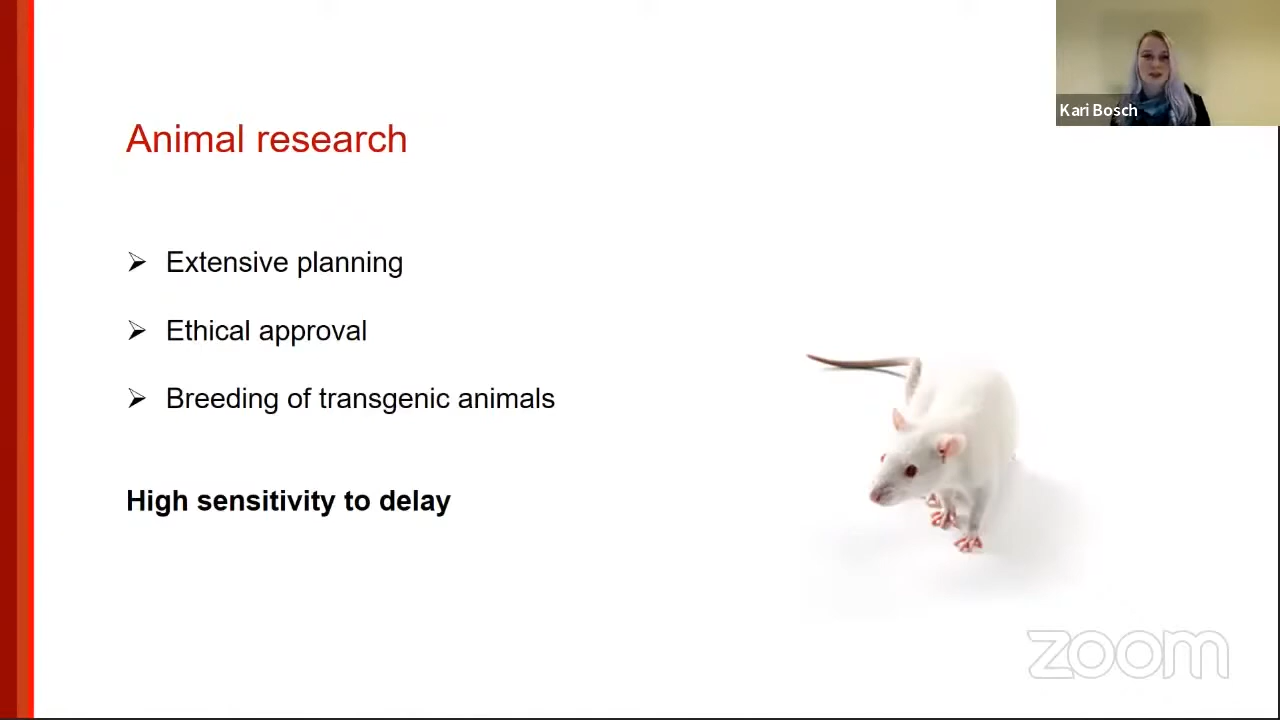 Kari Bosch
Animal research
Extensive planning
Ethical approval
Breeding of transgenic animals
High sensitivity to delay
zoom